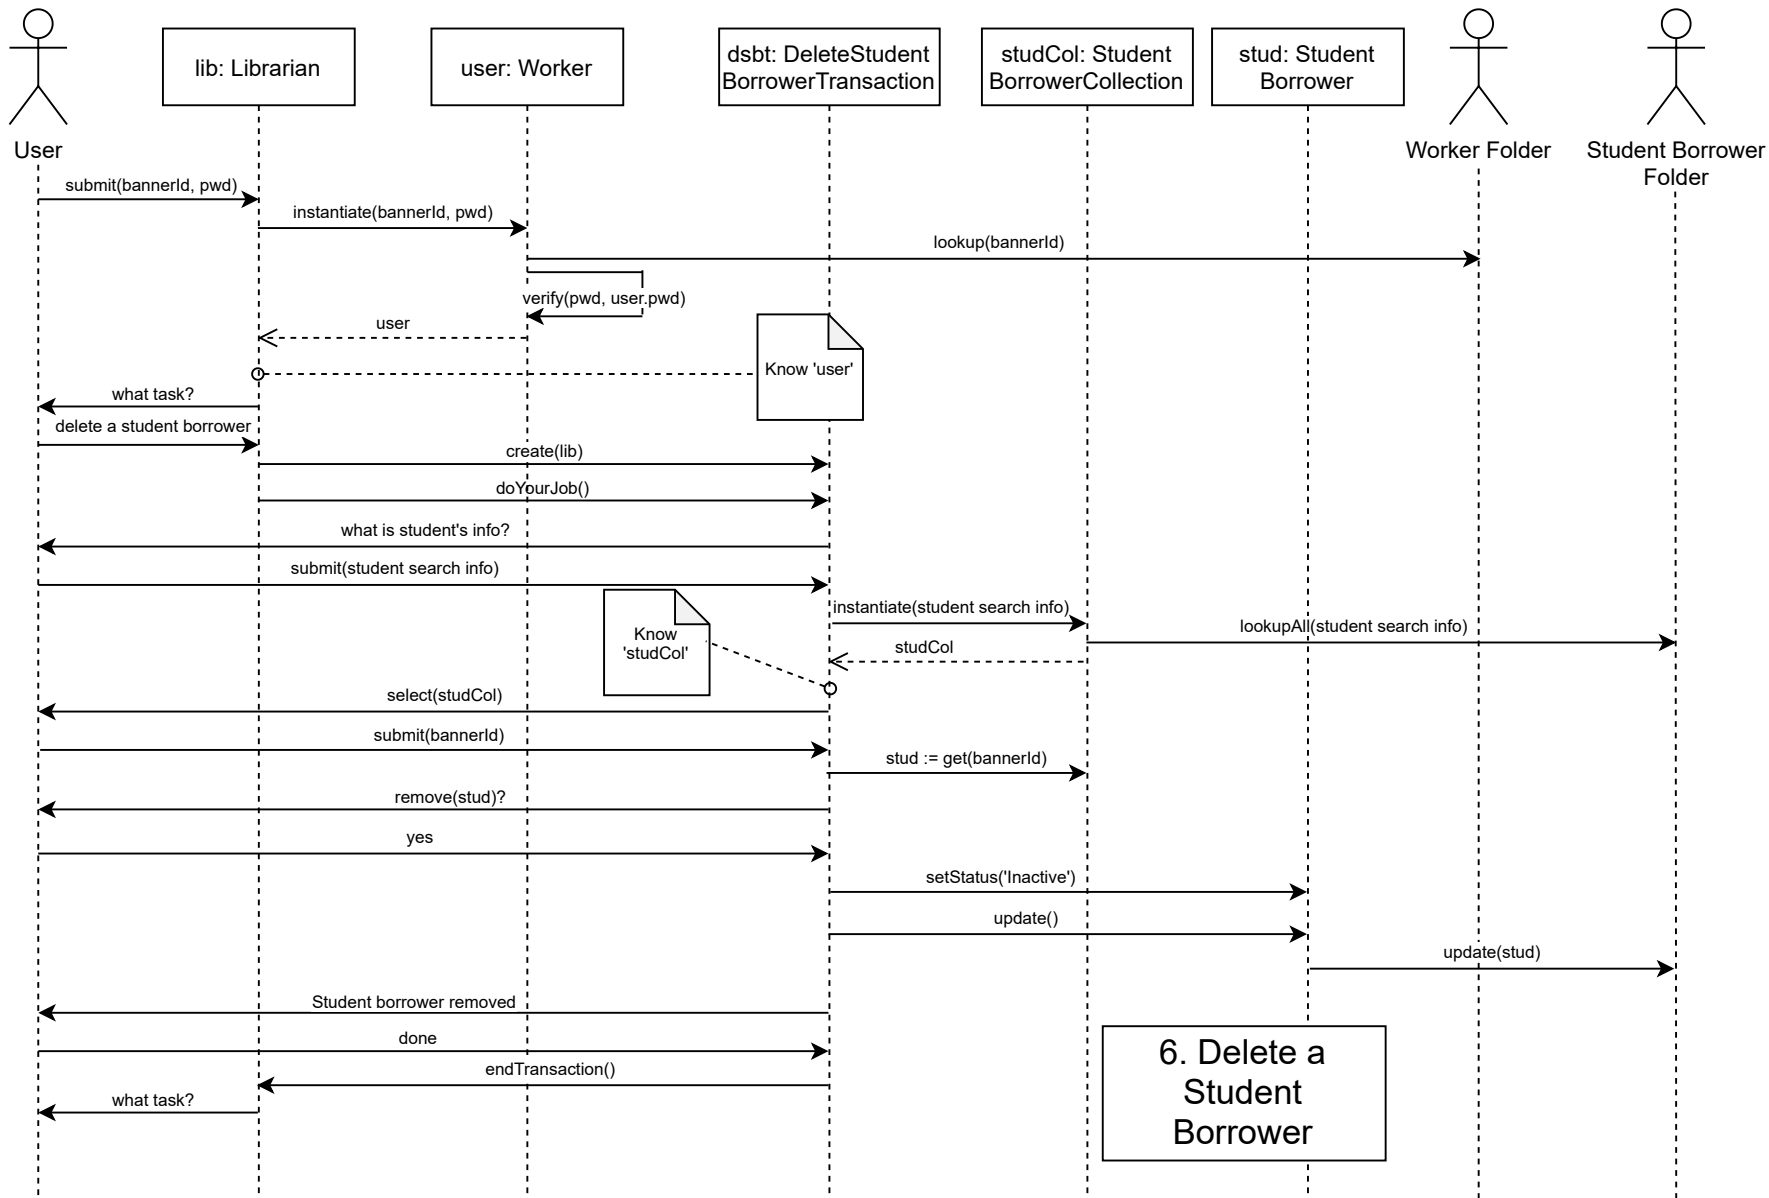 lib: Librarian
user: Worker
dsbt: DeleteStudent
BorrowerTransaction
studCol: Student
BorrowerCollection
stud: Student
Borrower
User
Worker Folder
Student Borrower
Folder
submit(bannerId, pwd)
instantiate(bannerId, pwd)
lookup(bannerId)
verify(pwd, user.pwd)
user
Know 'user'
what task?
delete a student borrower
create(lib)
doYourJob()
what is student's info?
submit(student search info)
instantiate(student search info)
lookupAll(student search info)
Know
'studCol'
studCol
select(studCol)
submit(bannerId)
stud := get(bannerId)
remove(stud)?
yes
setStatus('Inactive')
update()
update(stud)
Student borrower removed
done
endTransaction()
what task?
6. Delete a
Student
Borrower